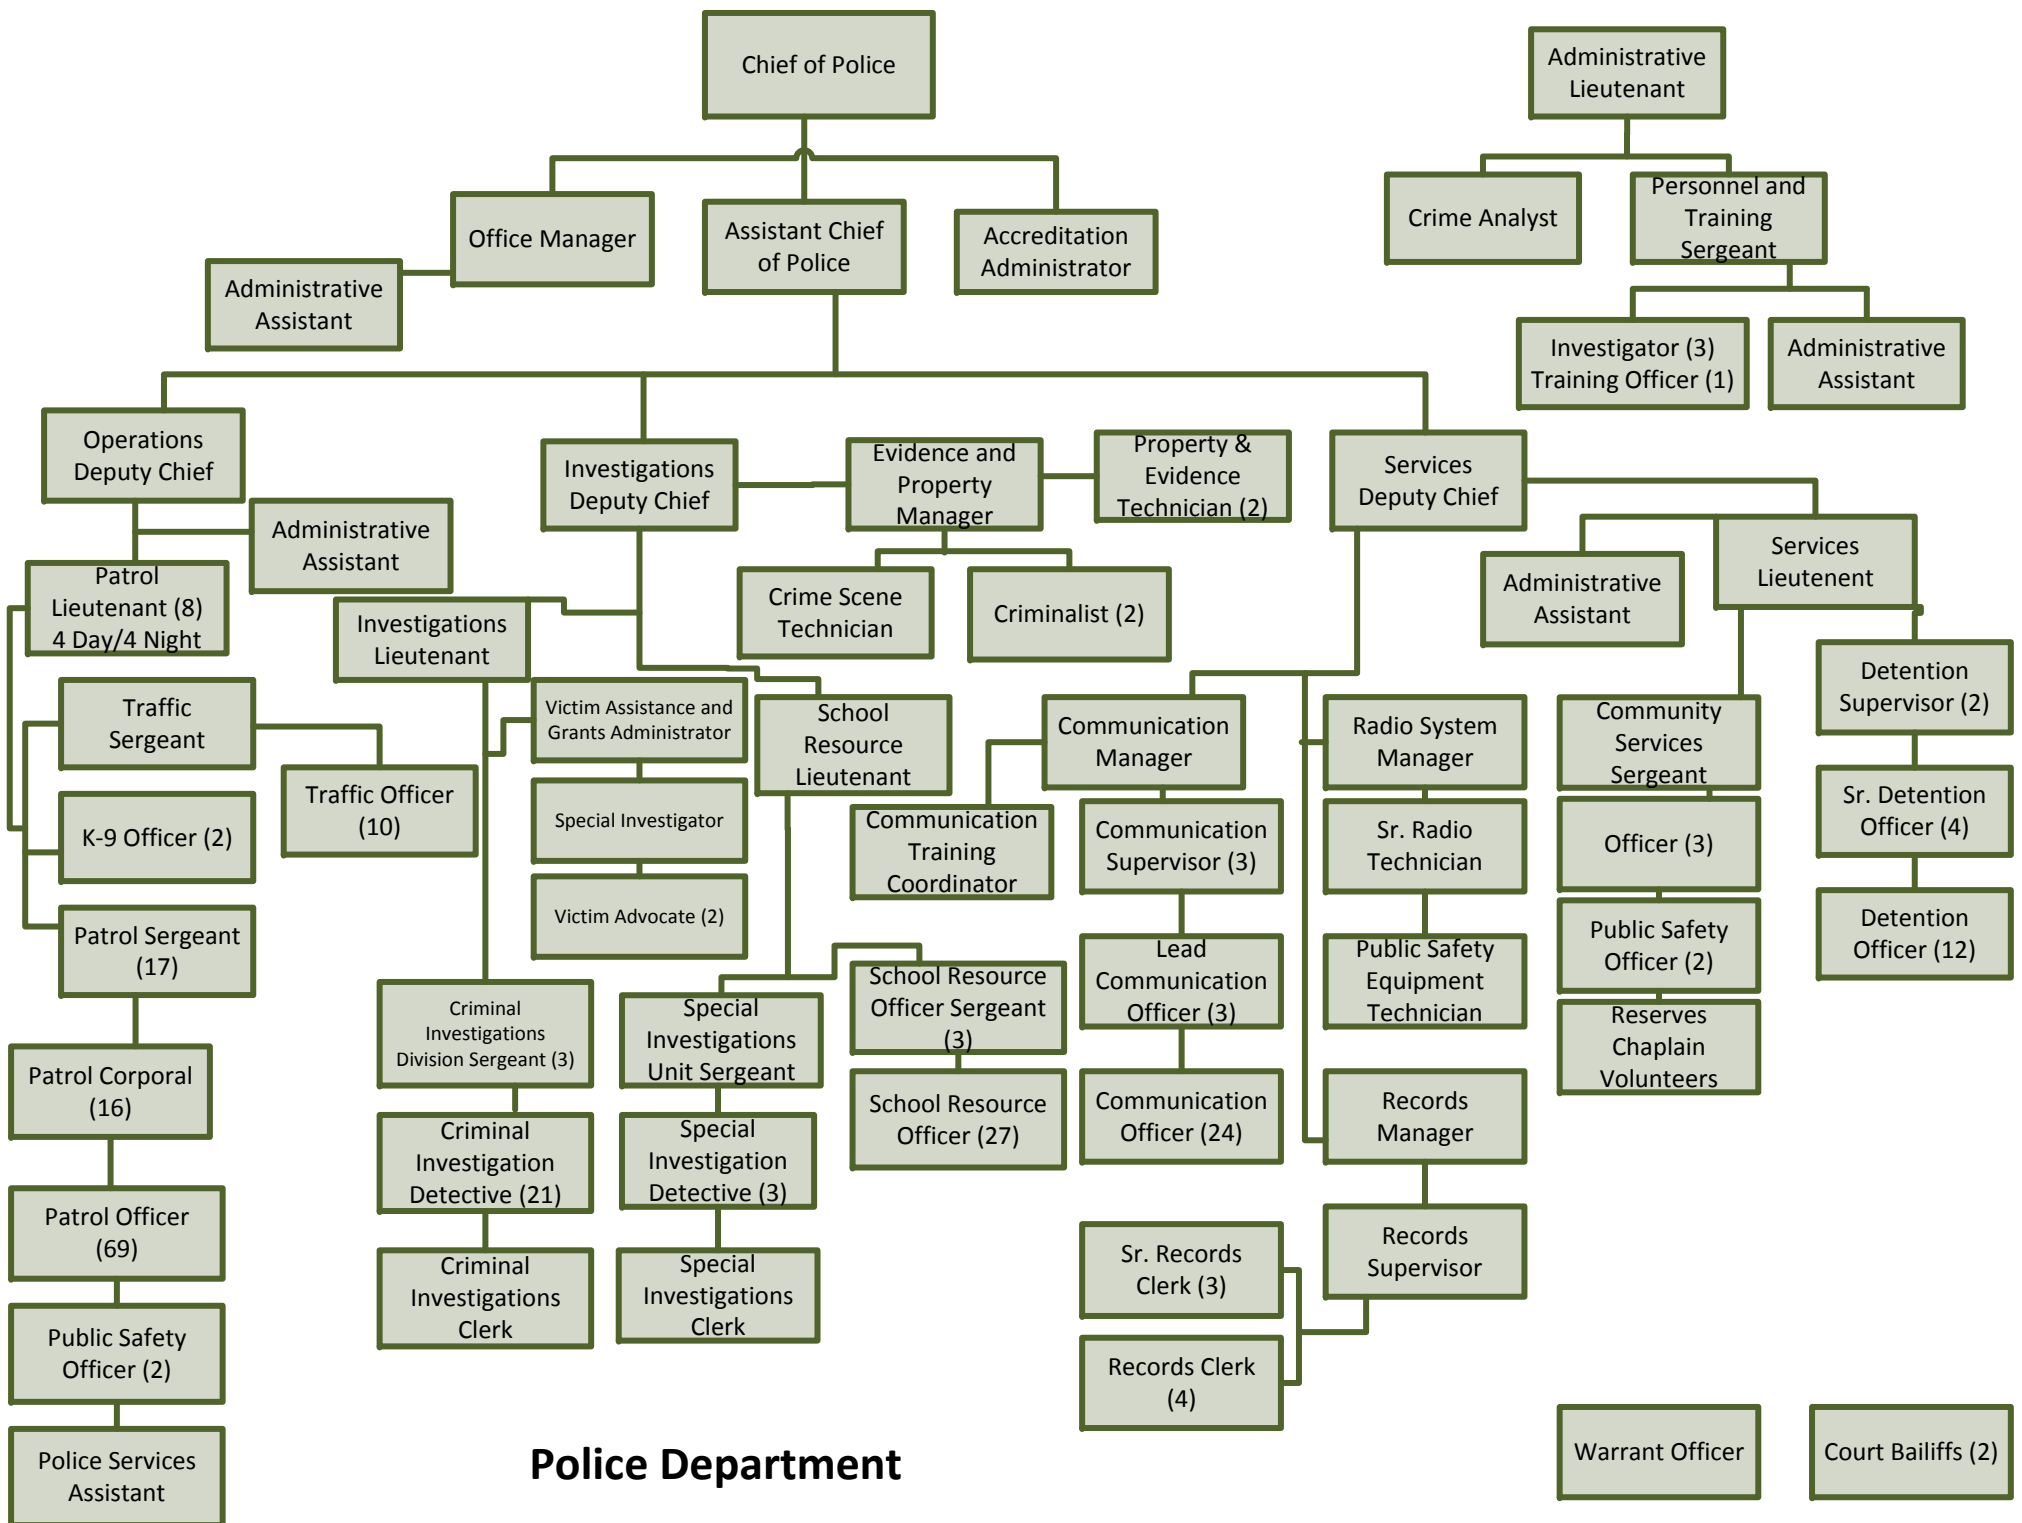 Chief of Police
Administrative
Lieutenant
Office Manager
Assistant Chief
of Police
Accreditation
Administrator
Crime Analyst
Personnel and
Training
Sergeant
Administrative
Assistant
Investigator (3)
Training Officer (1)
Administrative
Assistant
Operations
Deputy Chief
Investigations
Deputy Chief
Evidence and
Property
Manager
Property &
Evidence
Technician (2)
Services
Deputy Chief
Administrative
Assistant
Patrol
Lieutenant (8)
4 Day/4 Night
Investigations
Lieutenant
Crime Scene
Technician
Criminalist (2)
Administrative
Assistant
Services
Lieutenent
Traffic
Sergeant
Traffic Officer
(10)
K-9 Officer (2)
Patrol Sergeant
(17)
Patrol Corporal
(16)
Patrol Officer
(69)
Public Safety
Officer (2)
Police Services
Assistant
Victim Assistance and
Grants Administrator
Special Investigator
Victim Advocate (2)
Criminal
Investigations
Division Sergeant (3)
Criminal
Investigation
Detective (21)
Criminal
Investigations
Clerk
School
Resource
Lieutenant
Special
Investigations
Unit Sergeant
Special
Investigation
Detective (3)
Special
Investigations
Clerk
School Resource
Officer Sergeant
(3)
School Resource
Officer (27)
Communication
Manager
Communication
Training
Coordinator
Communication
Supervisor (3)
Lead
Communication
Officer (3)
Communication
Officer (24)
Radio System
Manager
Sr. Radio
Technician
Public Safety
Equipment
Technician
Records
Manager
Records
Supervisor
Sr. Records
Clerk (3)
Records Clerk
(4)
Community
Services
Sergeant
Officer (3)
Public Safety
Officer (2)
Reserves
Chaplain
Volunteers
Detention
Supervisor (2)
Sr. Detention
Officer (4)
Detention
Officer (12)
Warrant Officer
Court Bailiffs (2)
Police Department